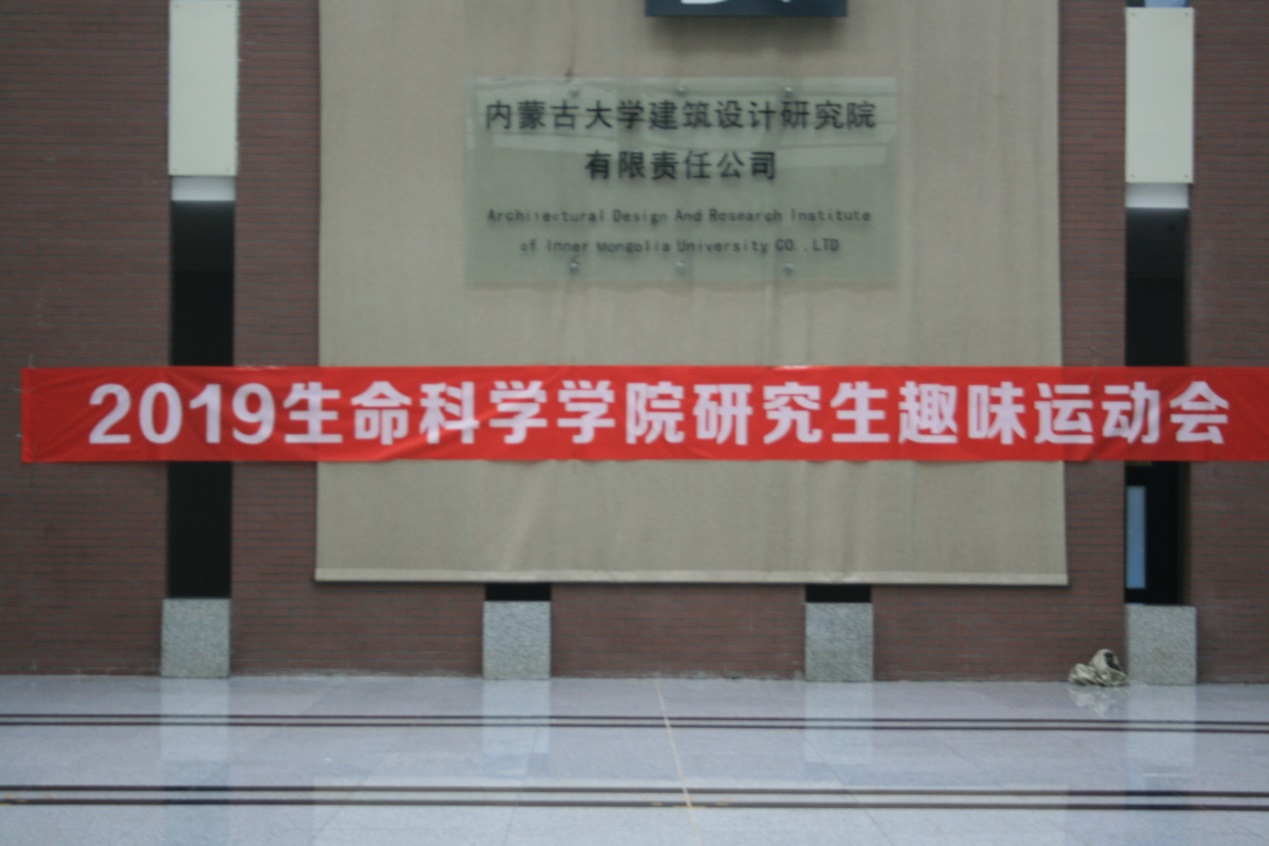 内蒙古大学建筑设计研究院
有限责任公司
Architectural Design And Research Institute
of Inner Mongolia University CO .,LTD
2019生命科学学院研究生趣味运动会